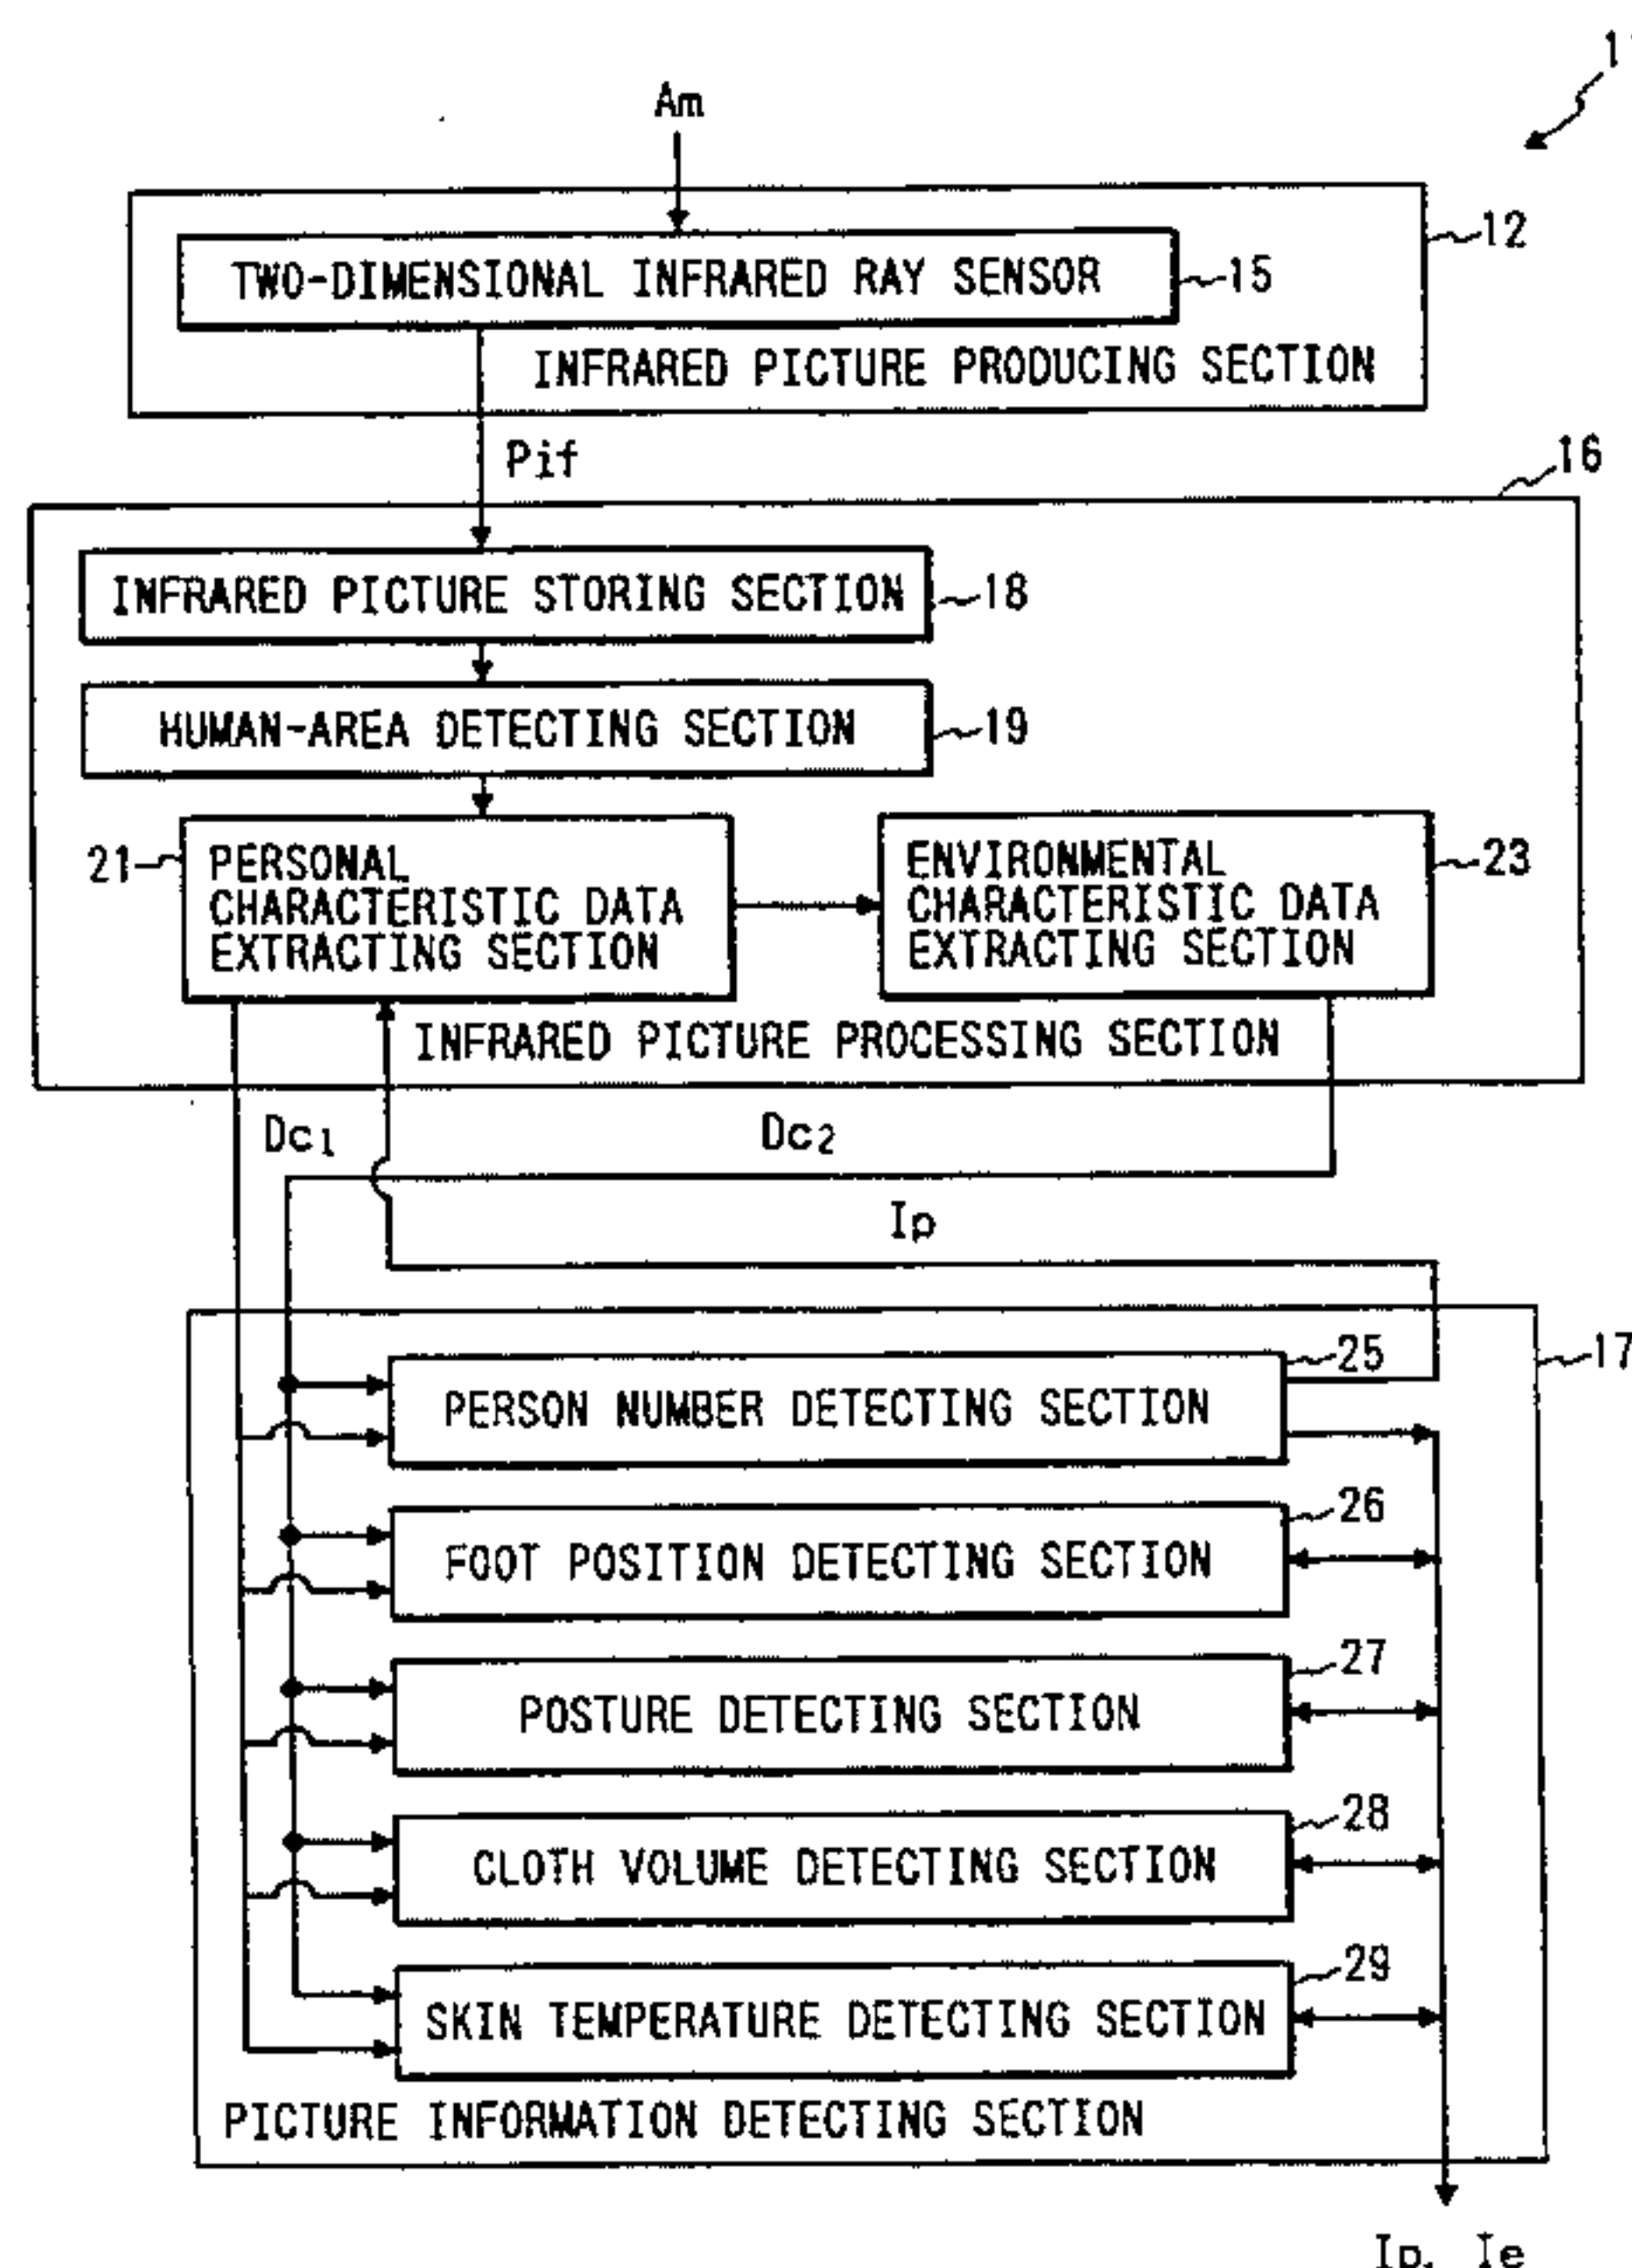 Am
12
TWO-DIMENSIONAL INFRARED RAY SENSOR
15
INFRARED PICTURE PRODUCING SECTION
Pif
16
INFRARED PICTURE STORING SECTION
18
HUMAN-AREA DETECTING SECTION
19
21
PERSONAL
CHARACTERISTIC DATA
EXTRACTING SECTION
ENVIRONMENTAL
CHARACTERISTIC DATA
EXTRACTING SECTION
23
INFRARED PICTURE PROCESSING SECTION
Dc1
Dc2
Ip
17
25
PERSON NUMBER DETECTING SECTION
26
FOOT POSITION DETECTING SECTION
27
POSTURE DETECTING SECTION
28
CLOTH VOLUME DETECTING SECTION
29
SKIN TEMPERATURE DETECTING SECTION
PICTURE INFORMATION DETECTING SECTION
Ip, Ie